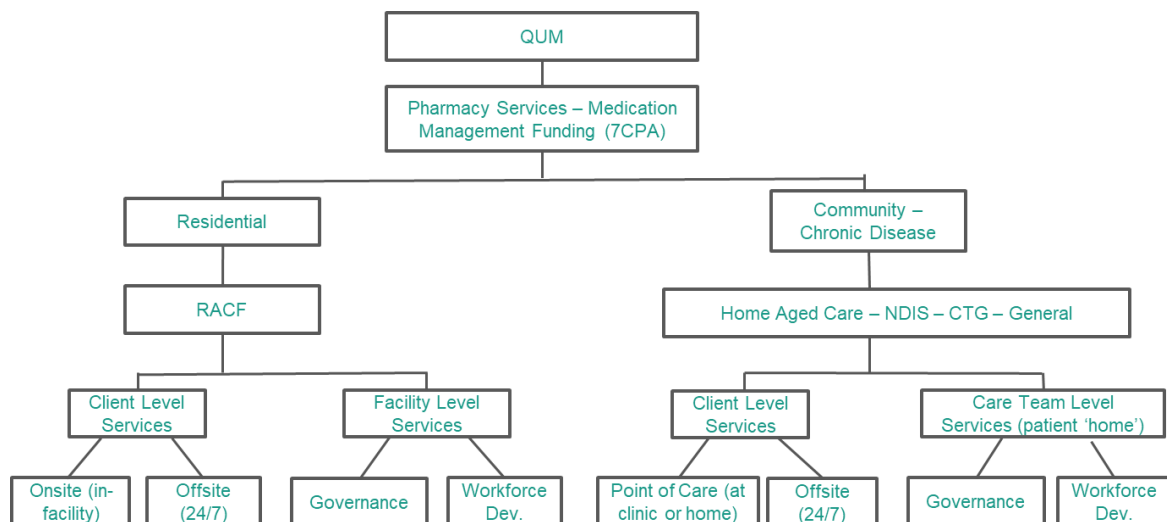 QUM
Pharmacy Services – Medication
Management Funding (7CPA)
Residential
Community –
Chronic Disease
RACF
Home Aged Care – NDIS – CTG – General
Client Level
Services
Facility Level
Services
Client Level
Services
Care Team Level
Services (patient ‘home’)
Onsite (in-
facility)
Offsite
(24/7)
Governance
Workforce
Dev.
Point of Care (at
clinic or home)
Offsite
(24/7)
Governance
Workforce
Dev.